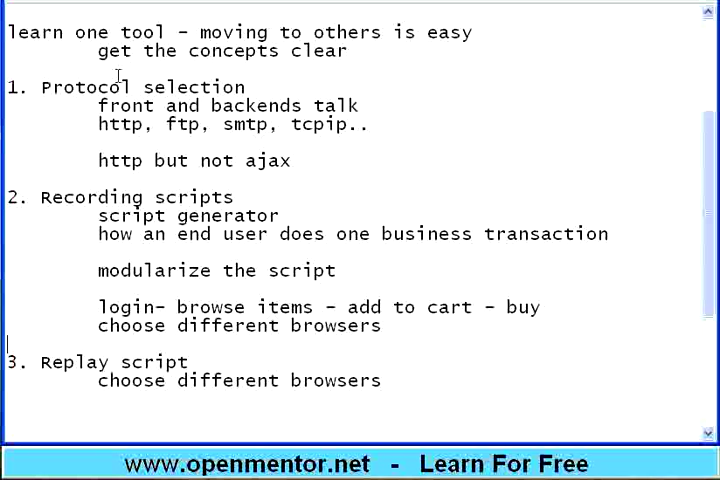 learn one tool - moving to others is easy
get the concepts clear
1. Protocol selection
front and backends talk
http, ftp, smtp, tcpip..
http but not ajax
2. Recording scripts
script generator
how an end user does one business transaction
modularize the script
login- browse items - add to cart - buy
choose different browsers
3. Replay script
choose different browsers
www.openmentor.net - Learn For Free